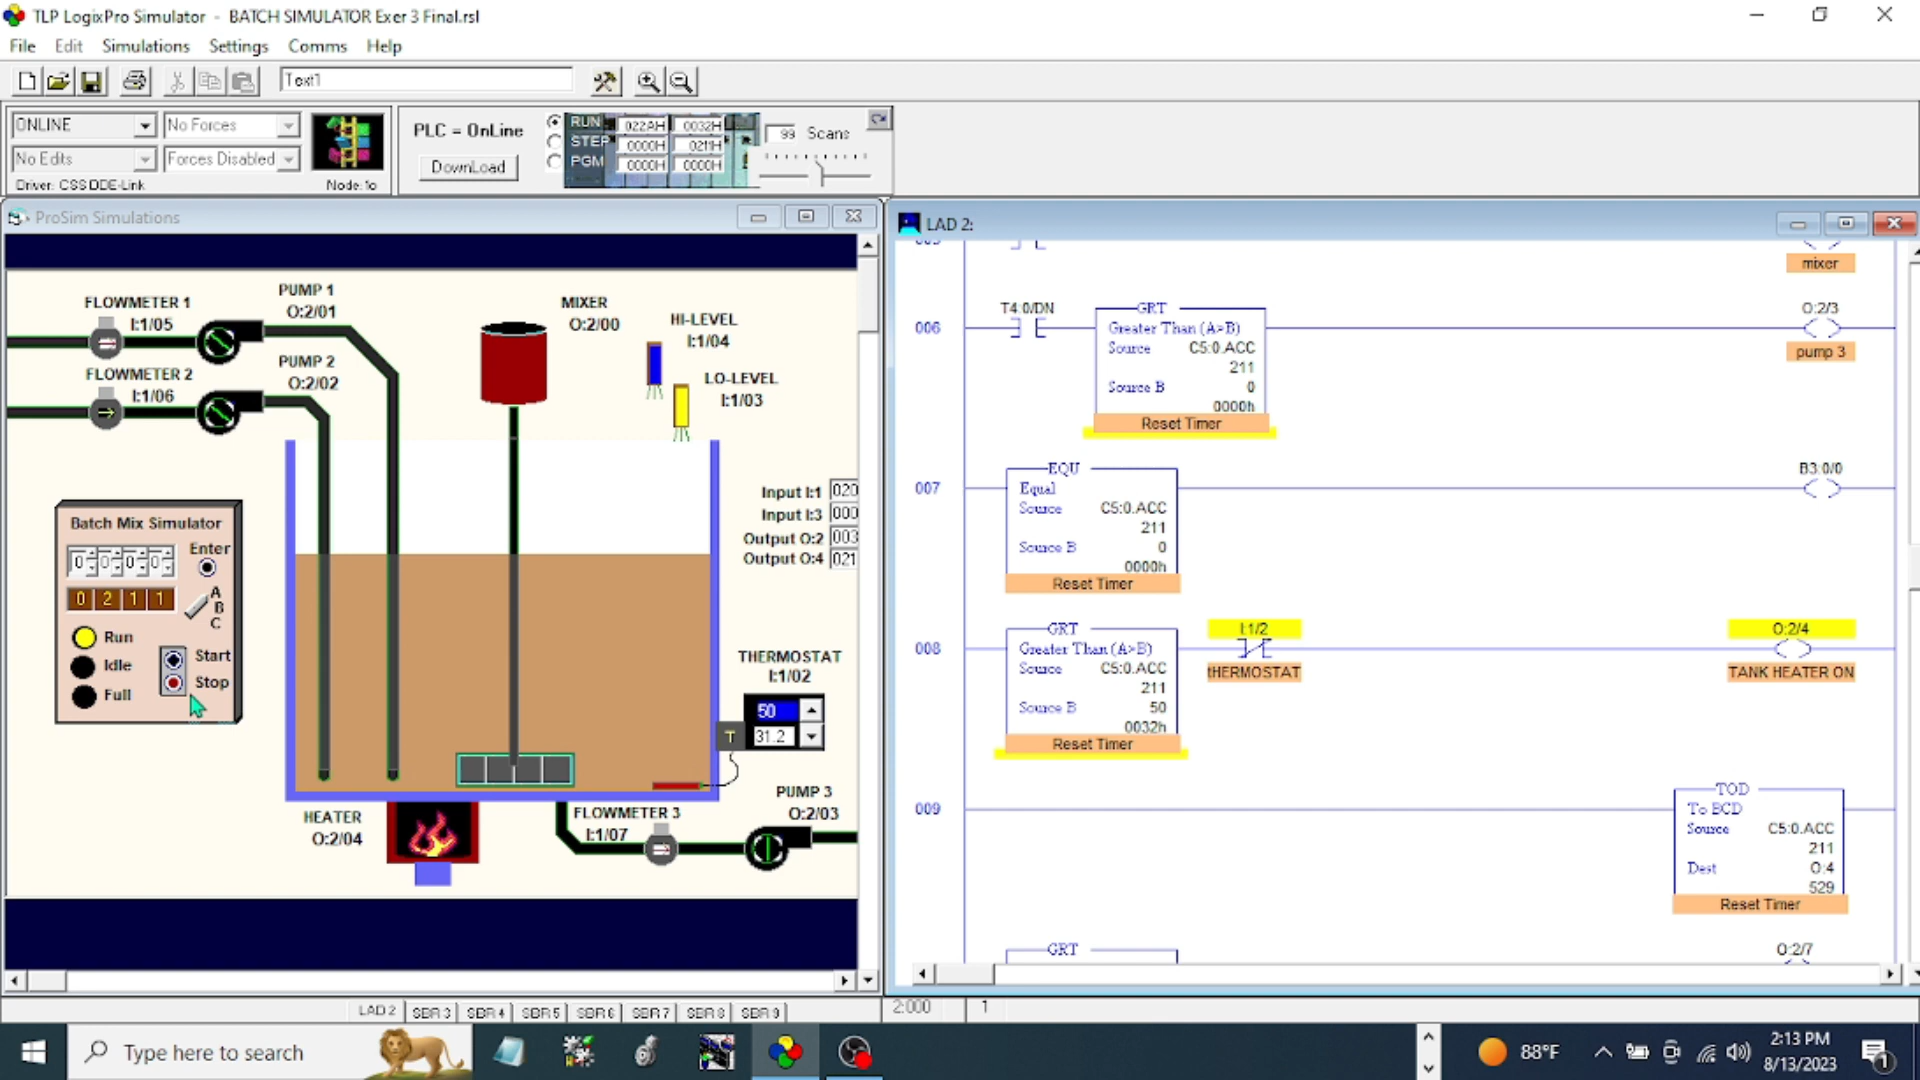 TLP LogixPro Simulator - BATCH SIMULATOR Exer 3 Final.rsl
File Edit Simulations Settings Comms Help
Text1
ONLINE No Forces
No Edits Forces Disabled
Driver: CSS DDE-Link Node: 1o
PLC = OnLine
DownLoad
RUN 022AH 0032H
STEP 0000H 0211H
PGM 0000H 0000H
99 Scans
ProSim Simulations
FLOWMETER 1
I:1/05
PUMP 1
O:2/01
FLOWMETER 2
I:1/06
PUMP 2
O:2/02
MIXER
O:2/00
HI-LEVEL
I:1/04
LO-LEVEL
I:1/03
Input I:1 020
Input I:3 000
Output O:2 003
Output O:4 021
Batch Mix Simulator
0 0 0 0 Enter
0 2 1 1 A
B
C
Run
Idle
Full
Start
Stop
THERMOSTAT
I:1/02
50
T 31.2
HEATER
O:2/04
FLOWMETER 3
I:1/07
PUMP 3
O:2/03
LAD 2:
005
mixer
006
T4:0/DN
GRT
Greater Than (A>B)
Source C5:0.ACC
211
Source B 0
0000h
Reset Timer
O:2/3
pump 3
007
EQU
Equal
Source C5:0.ACC
211
Source B 0
0000h
Reset Timer
B3:0/0
008
GRT
Greater Than (A>B)
Source C5:0.ACC
211
Source B 50
0032h
Reset Timer
I:1/2
tHERMOSTAT
O:2/4
TANK HEATER ON
009
TOD
To BCD
Source C5:0.ACC
211
Dest O:4
529
Reset Timer
GRT
O:2/7
LAD 2 SBR 3 SBR 4 SBR 5 SBR 6 SBR 7 SBR 8 SBR 9
2:000 1
Type here to search
88°F
2:13 PM
8/13/2023
1